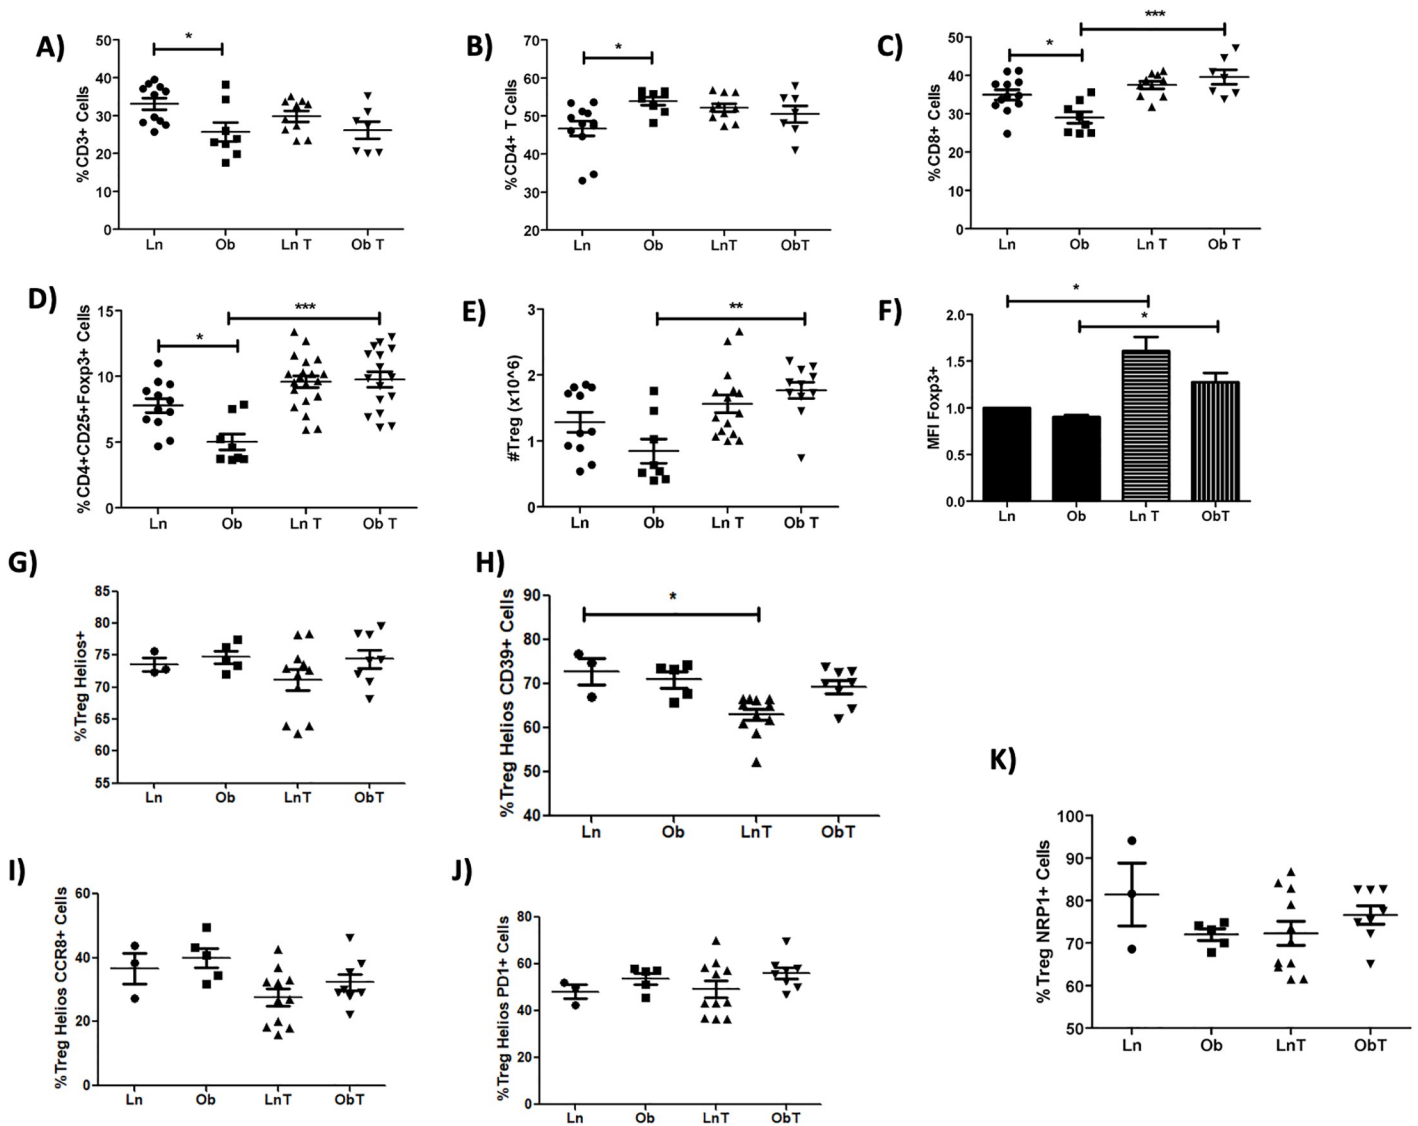 A)
%CD3+ Cells
50
40
30
20
10
0
*
Ln
Ob
Ln T
Ob T
B)
%CD4+ T Cells
70
60
50
40
30
20
*
Ln
Ob
LnT
ObT
C)
%CD8+ Cells
50
40
30
20
10
0
*
***
Ln
Ob
Ln T
Ob T
D)
%CD4+CD25+Foxp3+ Cells
15
10
5
0
*
***
Ln
Ob
Ln T
Ob T
E)
#Treg (x10^6)
3
2
1
0
**
Ln
Ob
Ln T
Ob T
F)
MFI Foxp3+
2.0
1.5
1.0
0.5
0.0
*
*
Ln
Ob
Ln T
ObT
G)
%Treg Helios+
85
80
75
70
65
60
55
Ln
Ob
LnT
ObT
H)
%Treg Helios CD39+ Cells
90
80
70
60
50
40
*
Ln
Ob
LnT
ObT
I)
%Treg Helios CCR8+ Cells
60
40
20
0
Ln
Ob
LnT
ObT
J)
%Treg Helios PD1+ Cells
80
60
40
20
0
Ln
Ob
LnT
ObT
K)
%Treg NRP1+ Cells
100
90
80
70
60
50
Ln
Ob
LnT
ObT